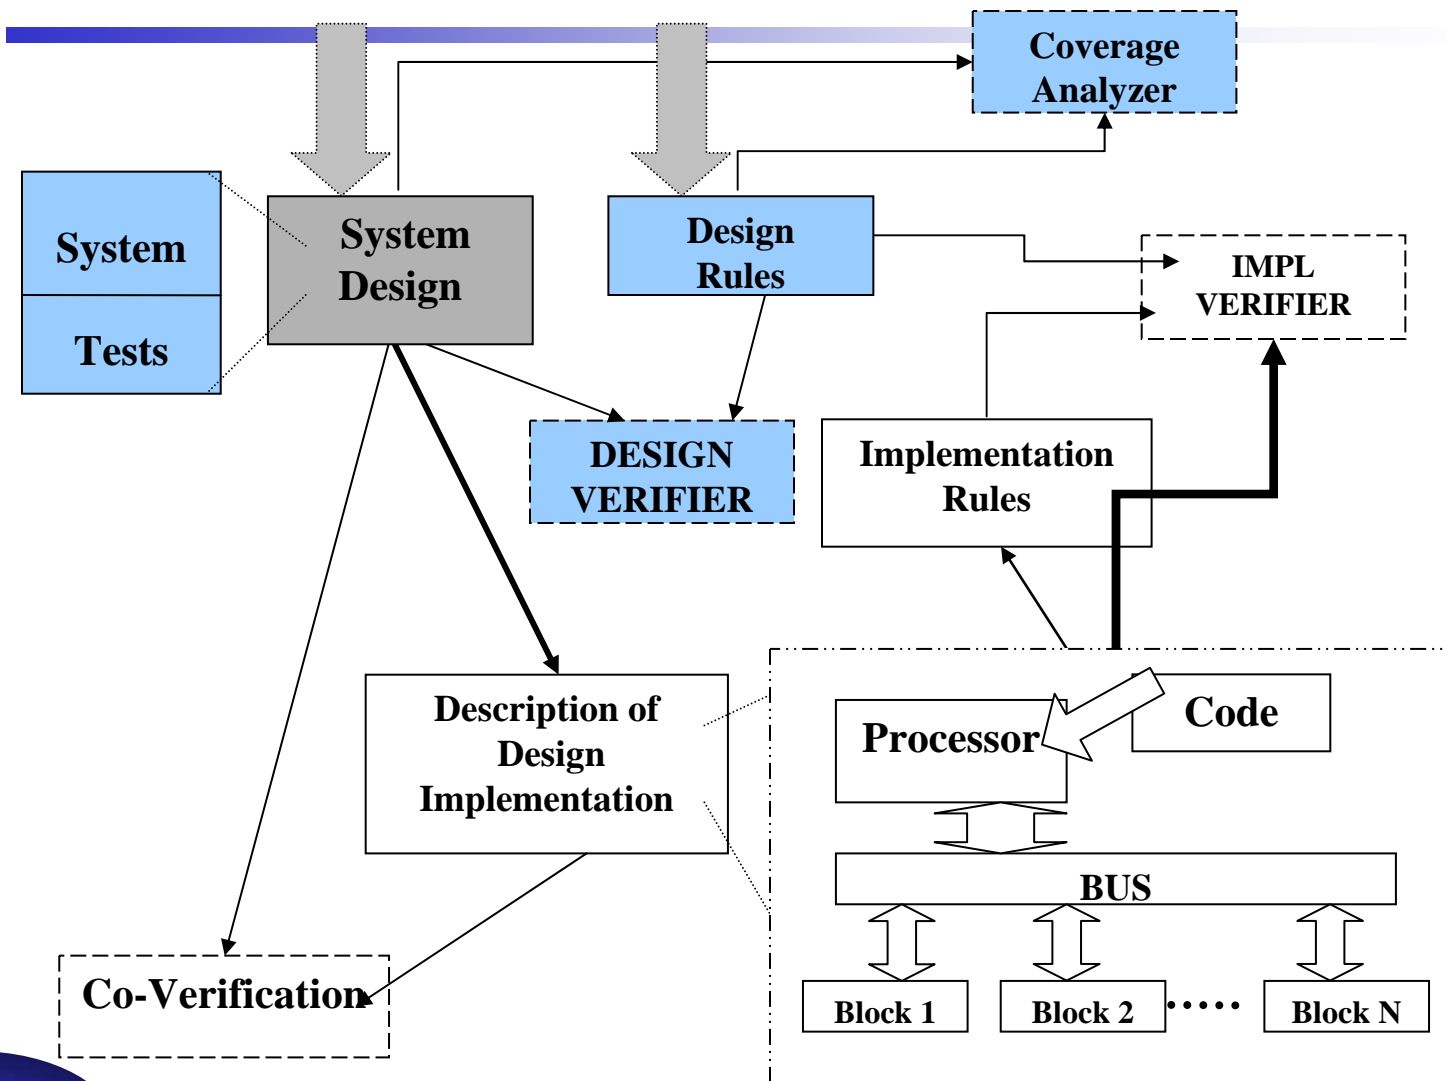 Coverage
Analyzer
System
Tests
System
Design
Design
Rules
IMPL
VERIFIER
DESIGN
VERIFIER
Implementation
Rules
Description of
Design
Implementation
Processor
Code
BUS
Co-Verification
Block 1
Block 2
.....
Block N